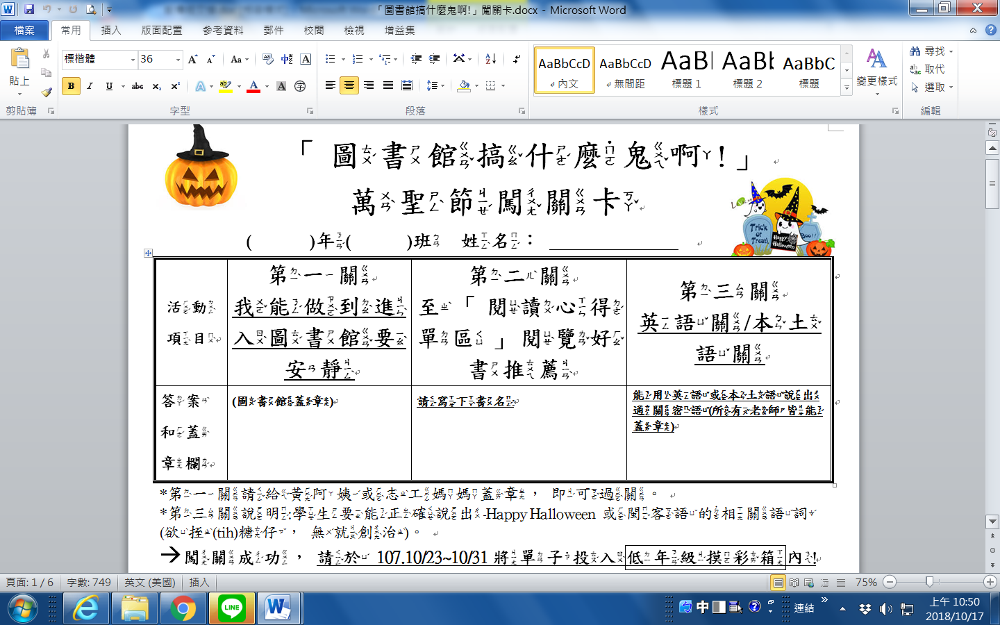 「圖書館搞什麼鬼啊!」闖關卡.docx - Microsoft Word
檔案 常用 插入 版面配置 參考資料 郵件 校閱 檢視 增益集
標楷體 36
貼上
AaBbCcD AaBbCcD AaBl AaBb AaBbC
內文 無間距 標題 1 標題 2 標題
變更樣式
尋找
取代
選取
剪貼簿 字型 段落 樣式 編輯
「圖書館搞什麼鬼啊!」
萬聖節闖關卡
( )年( )班 姓名：
Trick or Treat!
Happy Halloween
Boo!!
活動項目
第一關
我能做到進
入圖書館要
安靜
第二關
至「閱讀心得
單區」閱覽好
書推薦
第三關
英語關/本土
語關
答案
和蓋
章欄
(圖書館蓋章)
請寫下書名:
能用英語或本土語說出
通關密語(所有老師皆能
蓋章)
*第一關請給黃阿姨或志工媽媽蓋章，即可過關。
*第三關說明:學生要能正確說出-Happy Halloween 或閩客語的相關語詞
(欲挃(tih)糖仔，無就創治)。
→闖關成功，請於 107.10/23~10/31 將單子投入低年級摸彩箱內!
頁面: 1 / 6 字數: 749 英文 (美國) 插入 75%
LINE
中
連結
上午 10:50
2018/10/17